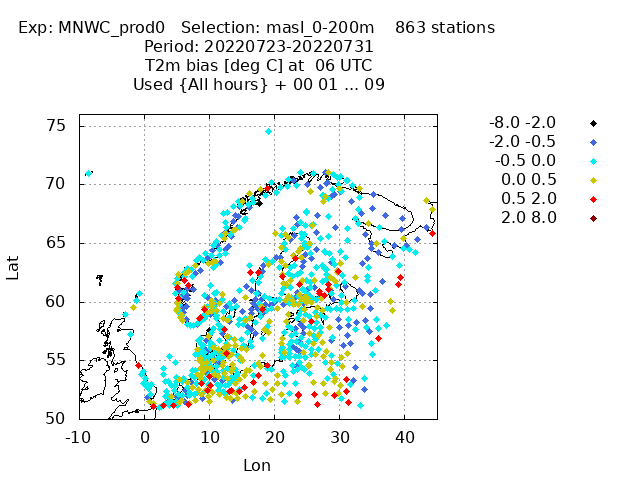 Exp: MNWC_prod0   Selection: masl_0-200m    863 stations
Period: 20220723-20220731
T2m bias [deg C] at  06 UTC
Used {All hours} + 00 01 ... 09
75
70
65
60
55
50
-10 0 10 20 30 40
Lat
Lon
-8.0 -2.0
-2.0 -0.5
-0.5 0.0
0.0 0.5
0.5 2.0
2.0 8.0